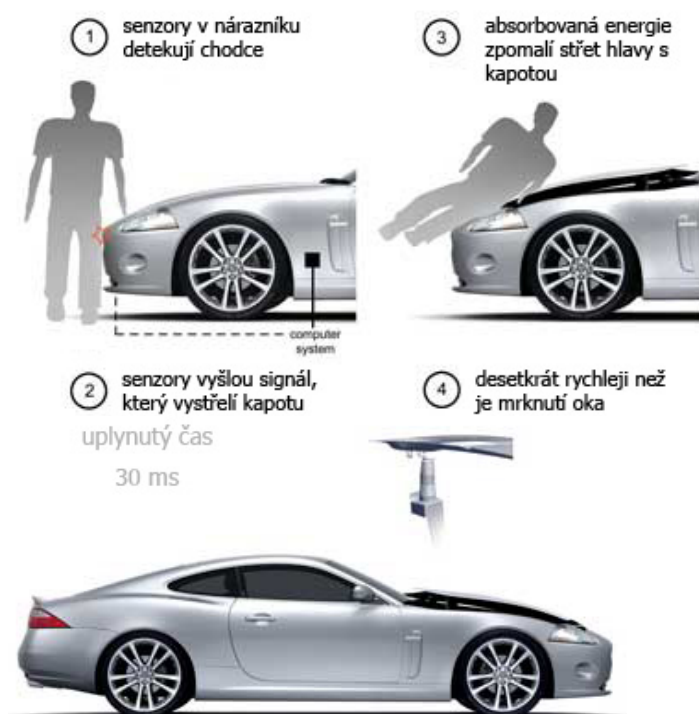 1
senzory v nárazníku
detekují chodce
computer
system
2
senzory vyšlou signál,
který vystřelí kapotu
uplynutý čas
30 ms
3
absorbovaná energie
zpomalí střet hlavy s
kapotou
4
desetkrát rychleji než
je mrknutí oka